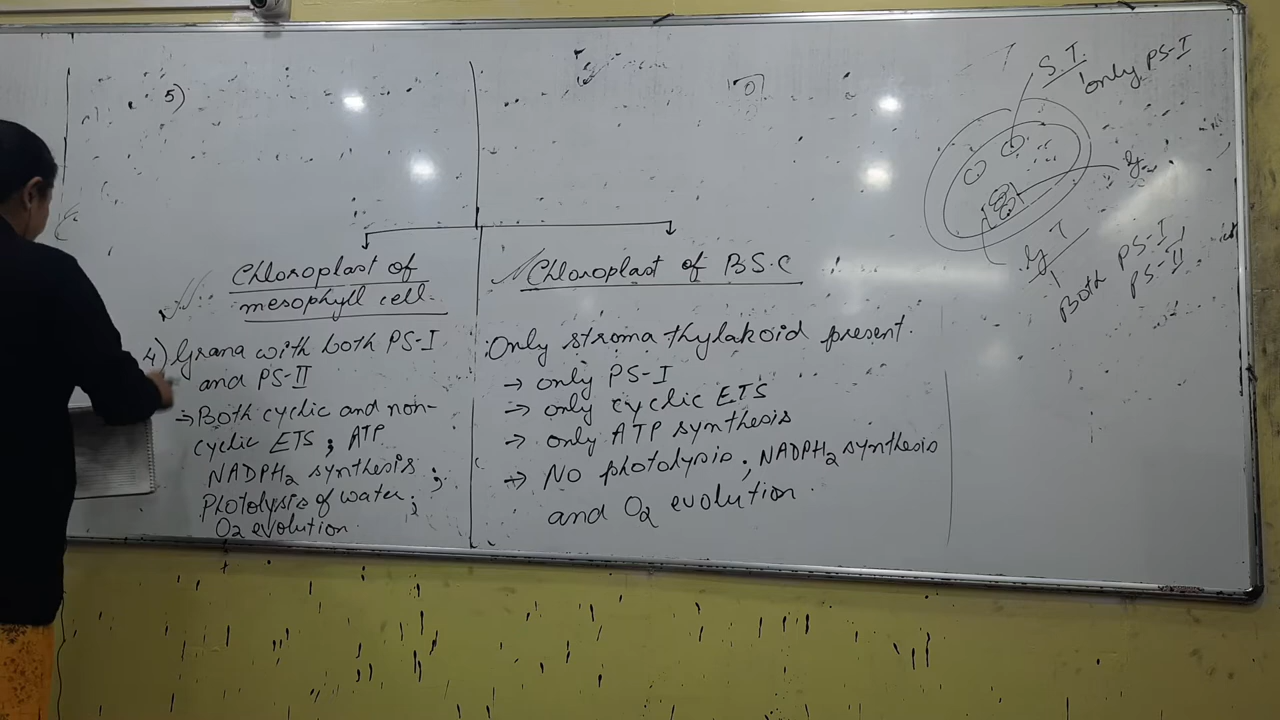 5)
Chloroplast of
mesophyll cell.
4) Grana with both PS-I
and PS-II
→ Both cyclic and non-
cyclic ETS ; ATP
NADPH₂ synthesis ;
Photolysis of water ;
O₂ evolution.
Chloroplast of B.S.C
Only stroma thylakoid present.
→ only PS-I
→ only cyclic ETS
→ only ATP synthesis
→ No photolysis ; NADPH₂ synthesis
and O₂ evolution.
S.T.
only PS-I
G T
Both PS-I,
PS-II